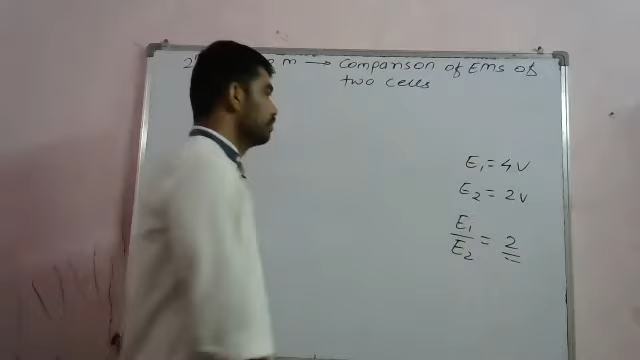 m → Comparison of Ems of
two cells
E₁ = 4V
E₂ = 2V
E₁/E₂ = 2